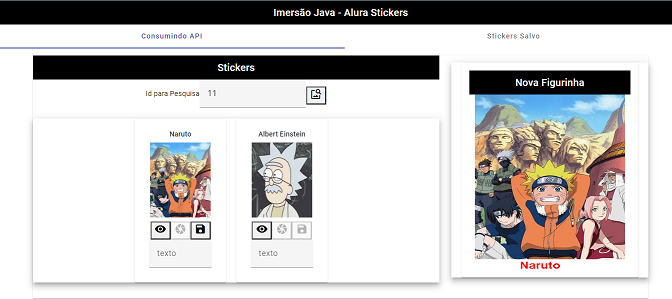 Imersão Java - Alura Stickers
Consumindo API
Stickers Salvo
Stickers
Id para Pesquisa
11
Naruto
Albert Einstein
texto
texto
Nova Figurinha
Naruto